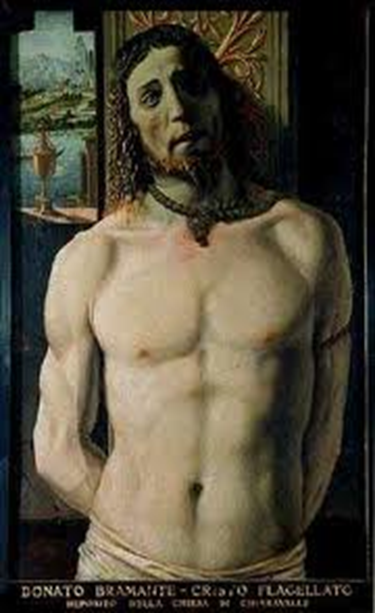 DONATO BRAMANTE - CRISTO FLAGELLATO
DEPOSITO DELLA CHIESA DI CHIARAVALLE